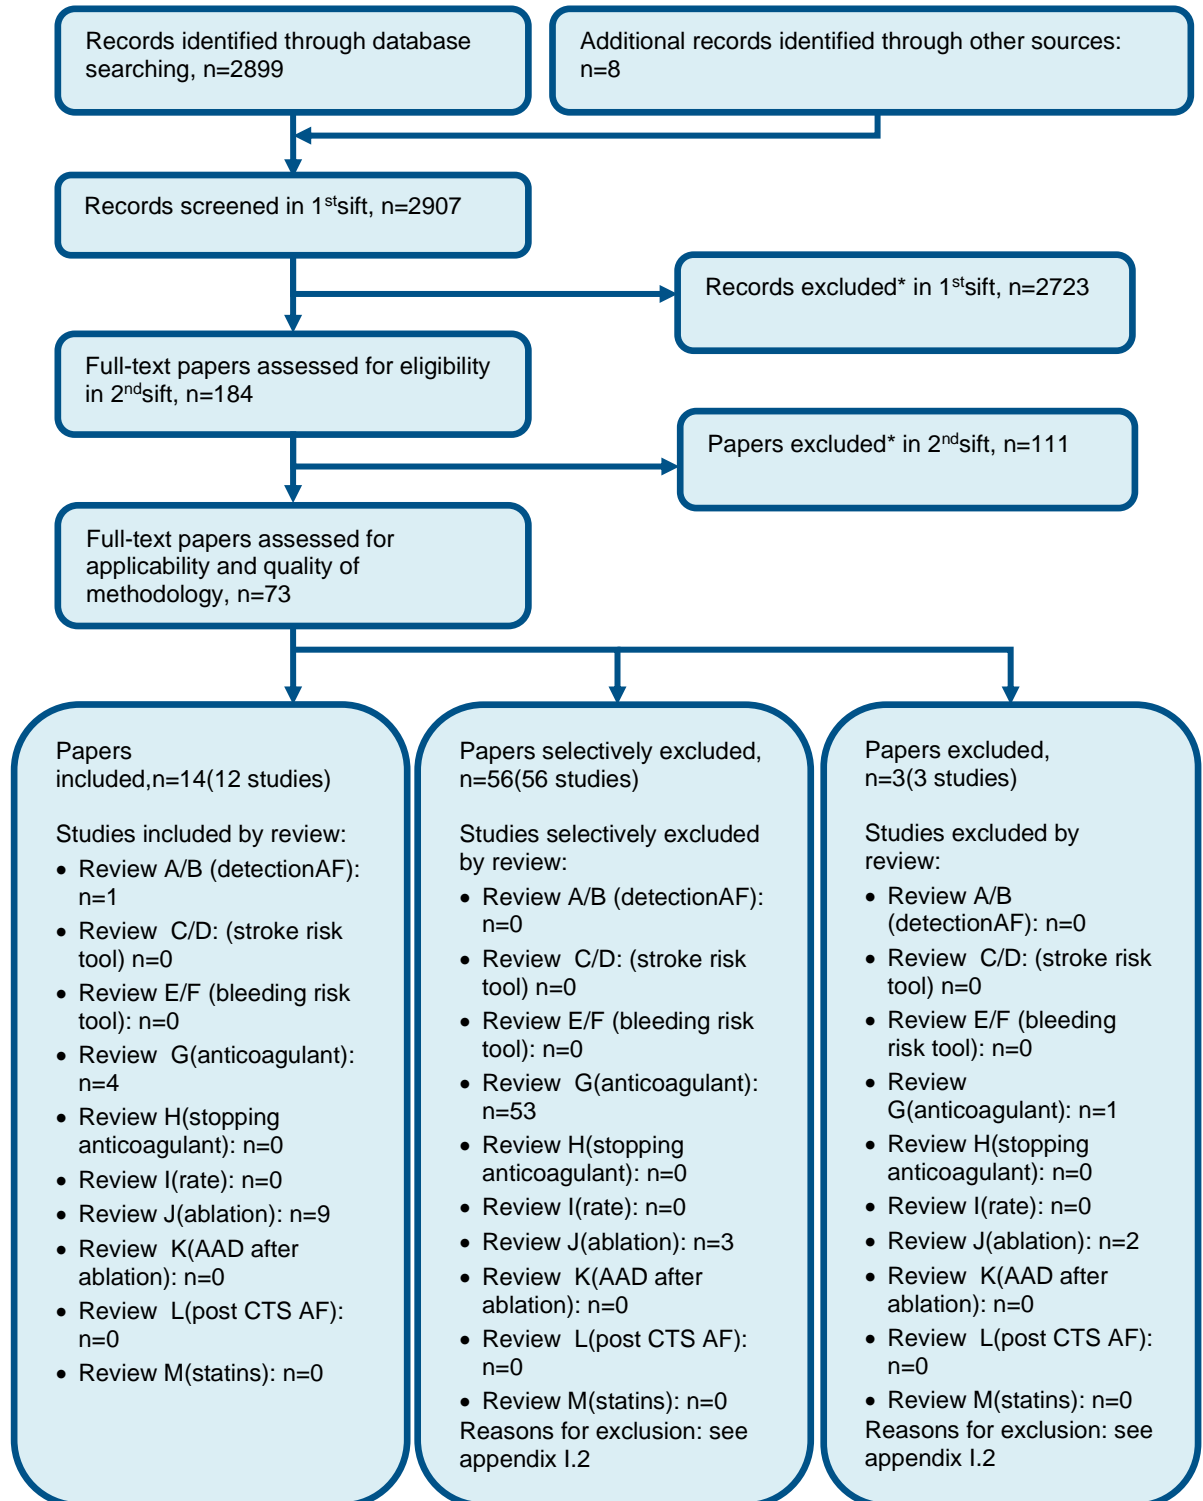 Records identified through database
searching, n=2899
Additional records identified through other sources:
n=8
Records screened in 1stsift, n=2907
Records excluded* in 1stsift, n=2723
Full-text papers assessed for eligibility
in 2ndsift, n=184
Papers excluded* in 2ndsift, n=111
Full-text papers assessed for
applicability and quality of
methodology, n=73
Papers
included,n=14(12 studies)
Studies included by review:
• Review A/B (detectionAF):
n=1
• Review C/D: (stroke risk
tool) n=0
• Review E/F (bleeding risk
tool): n=0
• Review G(anticoagulant):
n=4
• Review H(stopping
anticoagulant): n=0
• Review I(rate): n=0
• Review J(ablation): n=9
• Review K(AAD after
ablation): n=0
• Review L(post CTS AF):
n=0
• Review M(statins): n=0
Papers selectively excluded,
n=56(56 studies)
Studies selectively excluded
by review:
• Review A/B (detectionAF):
n=0
• Review C/D: (stroke risk
tool) n=0
• Review E/F (bleeding risk
tool): n=0
• Review G(anticoagulant):
n=53
• Review H(stopping
anticoagulant): n=0
• Review I(rate): n=0
• Review J(ablation): n=3
• Review K(AAD after
ablation): n=0
• Review L(post CTS AF):
n=0
• Review M(statins): n=0
Reasons for exclusion: see
appendix I.2
Papers excluded,
n=3(3 studies)
Studies excluded by
review:
• Review A/B
(detectionAF): n=0
• Review C/D: (stroke risk
tool) n=0
• Review E/F (bleeding
risk tool): n=0
• Review
G(anticoagulant): n=1
• Review H(stopping
anticoagulant): n=0
• Review I(rate): n=0
• Review J(ablation): n=2
• Review K(AAD after
ablation): n=0
• Review L(post CTS AF):
n=0
• Review M(statins): n=0
Reasons for exclusion: see
appendix I.2